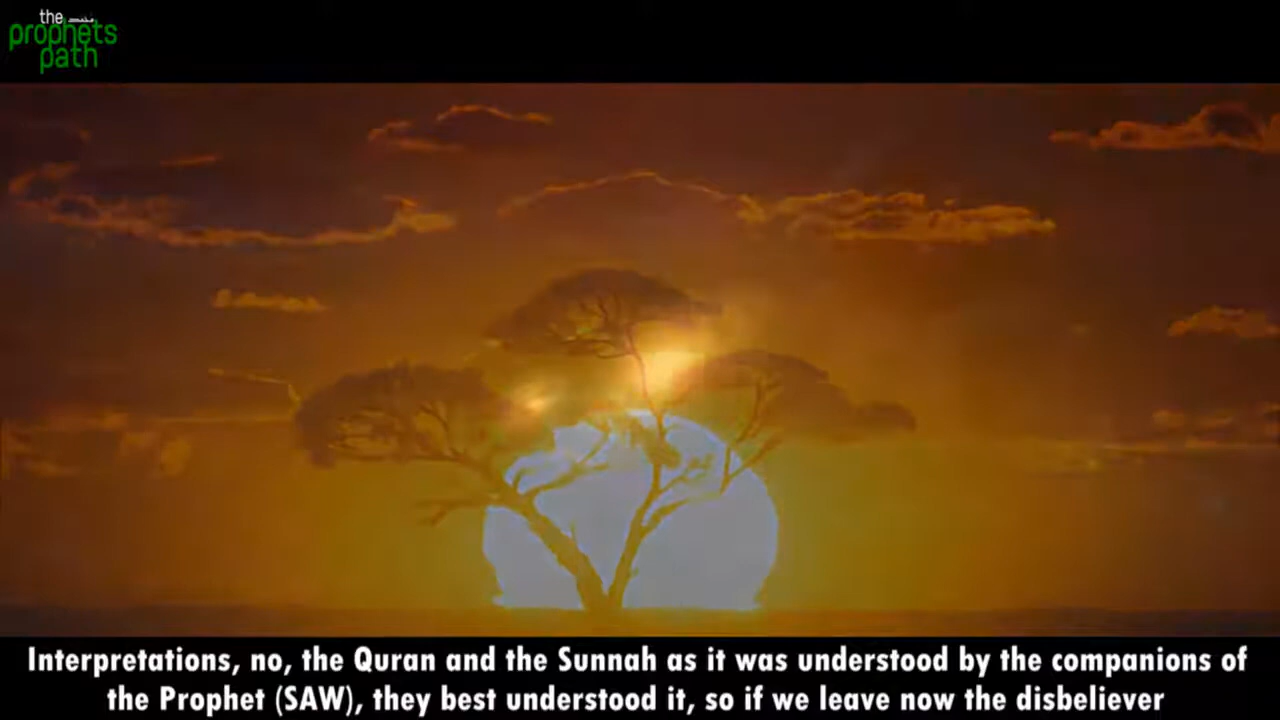 the
prophets
path
Interpretations, no, the Quran and the Sunnah as it was understood by the companions of
the Prophet (SAW), they best understood it, so if we leave now the disbeliever